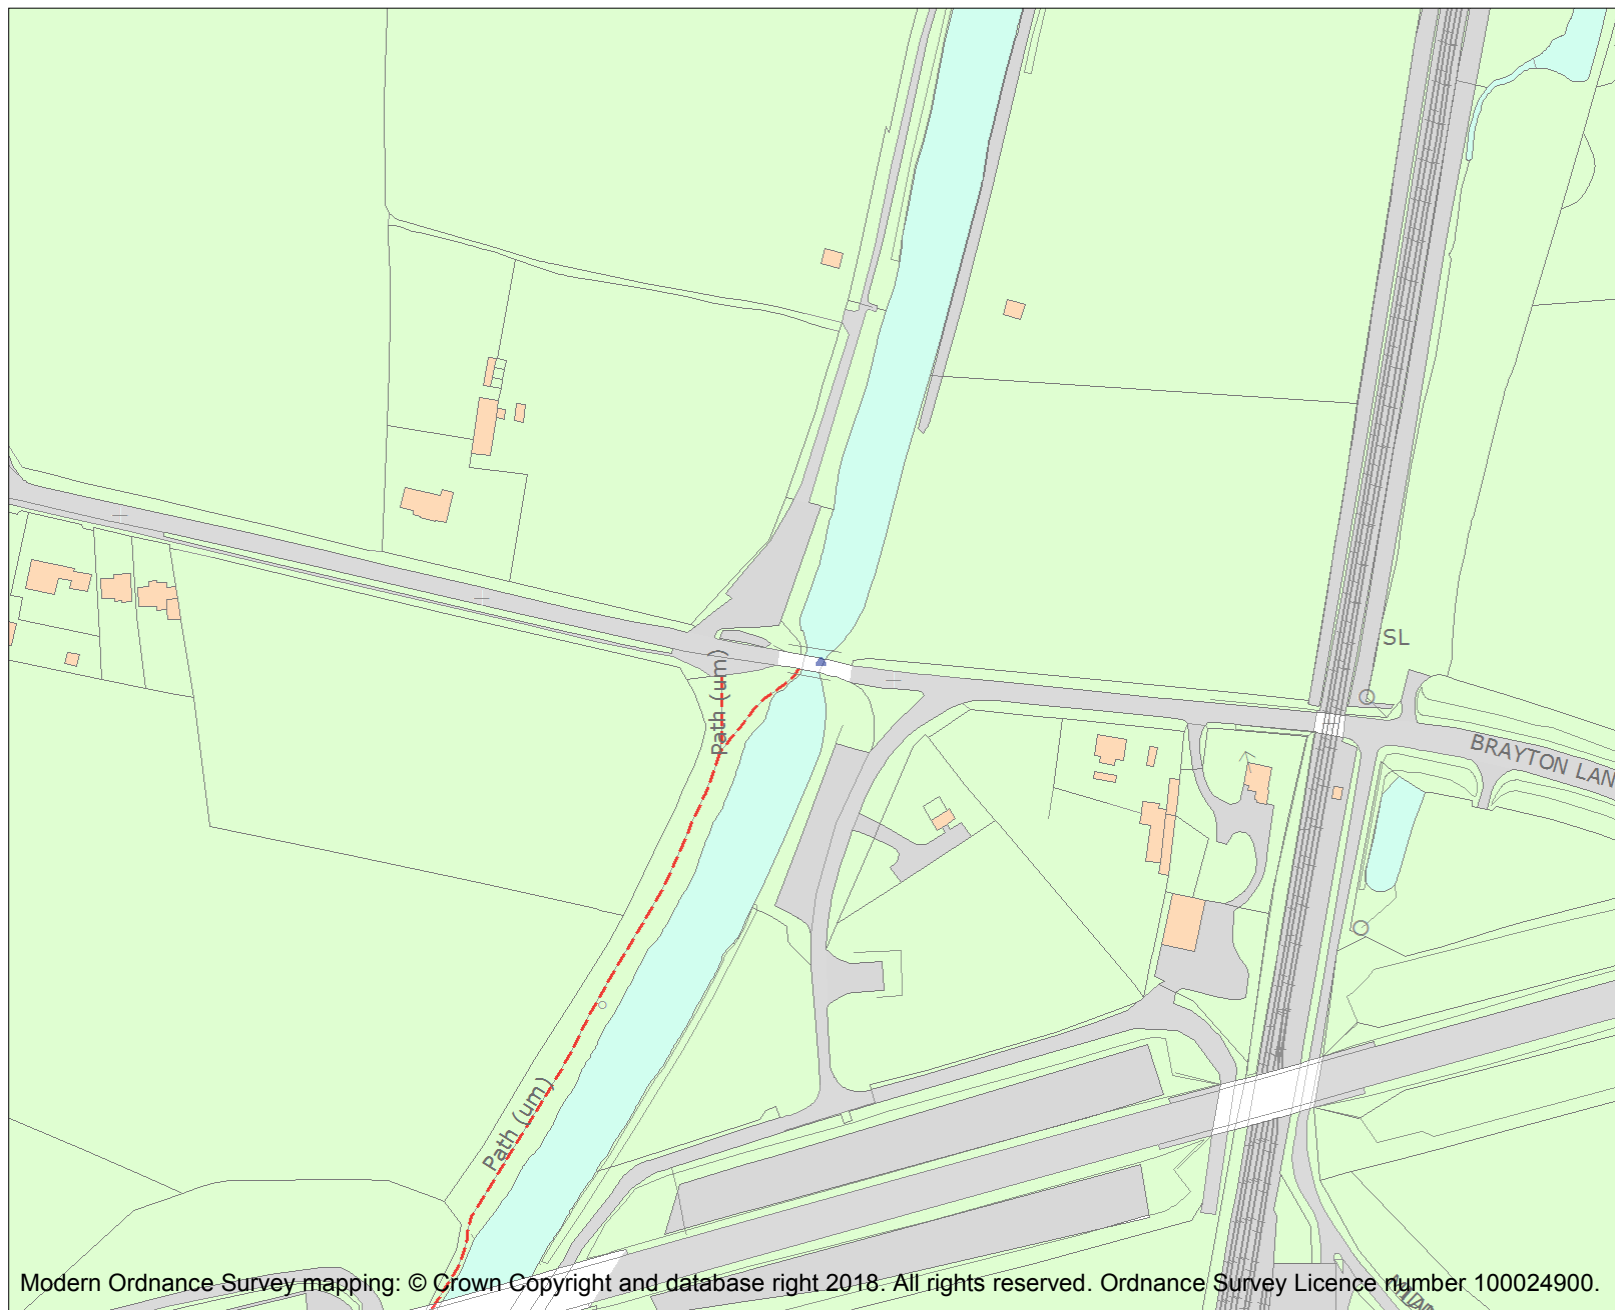 SL
Path (um)
BRAYTON LAN
Path (um)
Modern Ordnance Survey mapping: © Crown Copyright and database right 2018. All rights reserved. Ordnance Survey Licence number 100024900.